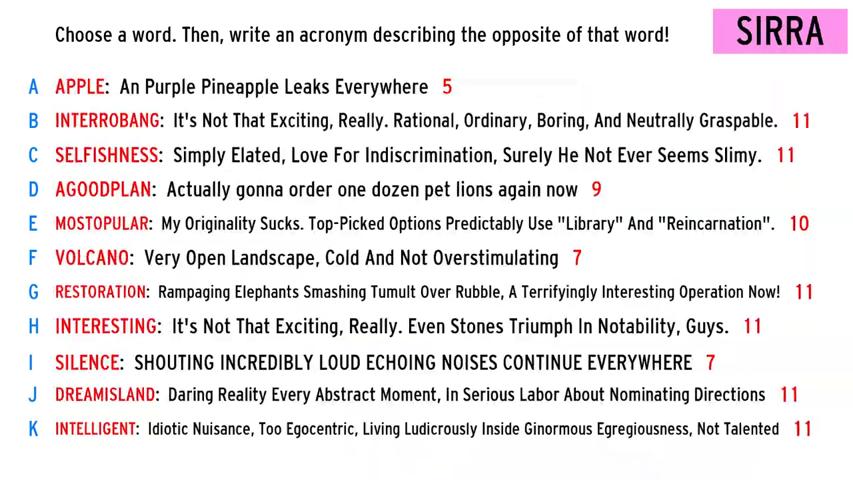 Choose a word. Then, write an acronym describing the opposite of that word!
SIRRA
A APPLE: An Purple Pineapple Leaks Everywhere 5
B INTERROBANG: It's Not That Exciting, Really. Rational, Ordinary, Boring, And Neutrally Graspable. 11
C SELFISHNESS: Simply Elated, Love For Indiscrimination, Surely He Not Ever Seems Slimy. 11
D AGOODPLAN: Actually gonna order one dozen pet lions again now 9
E MOSTOPULAR: My Originality Sucks. Top-Picked Options Predictably Use "Library" And "Reincarnation". 10
F VOLCANO: Very Open Landscape, Cold And Not Overstimulating 7
G RESTORATION: Rampaging Elephants Smashing Tumult Over Rubble, A Terrifyingly Interesting Operation Now! 11
H INTERESTING: It's Not That Exciting, Really. Even Stones Triumph In Notability, Guys. 11
I SILENCE: SHOUTING INCREDIBLY LOUD ECHOING NOISES CONTINUE EVERYWHERE 7
J DREAMISLAND: Daring Reality Every Abstract Moment, In Serious Labor About Nominating Directions 11
K INTELLIGENT: Idiotic Nuisance, Too Egocentric, Living Ludicrously Inside Ginormous Egregiousness, Not Talented 11